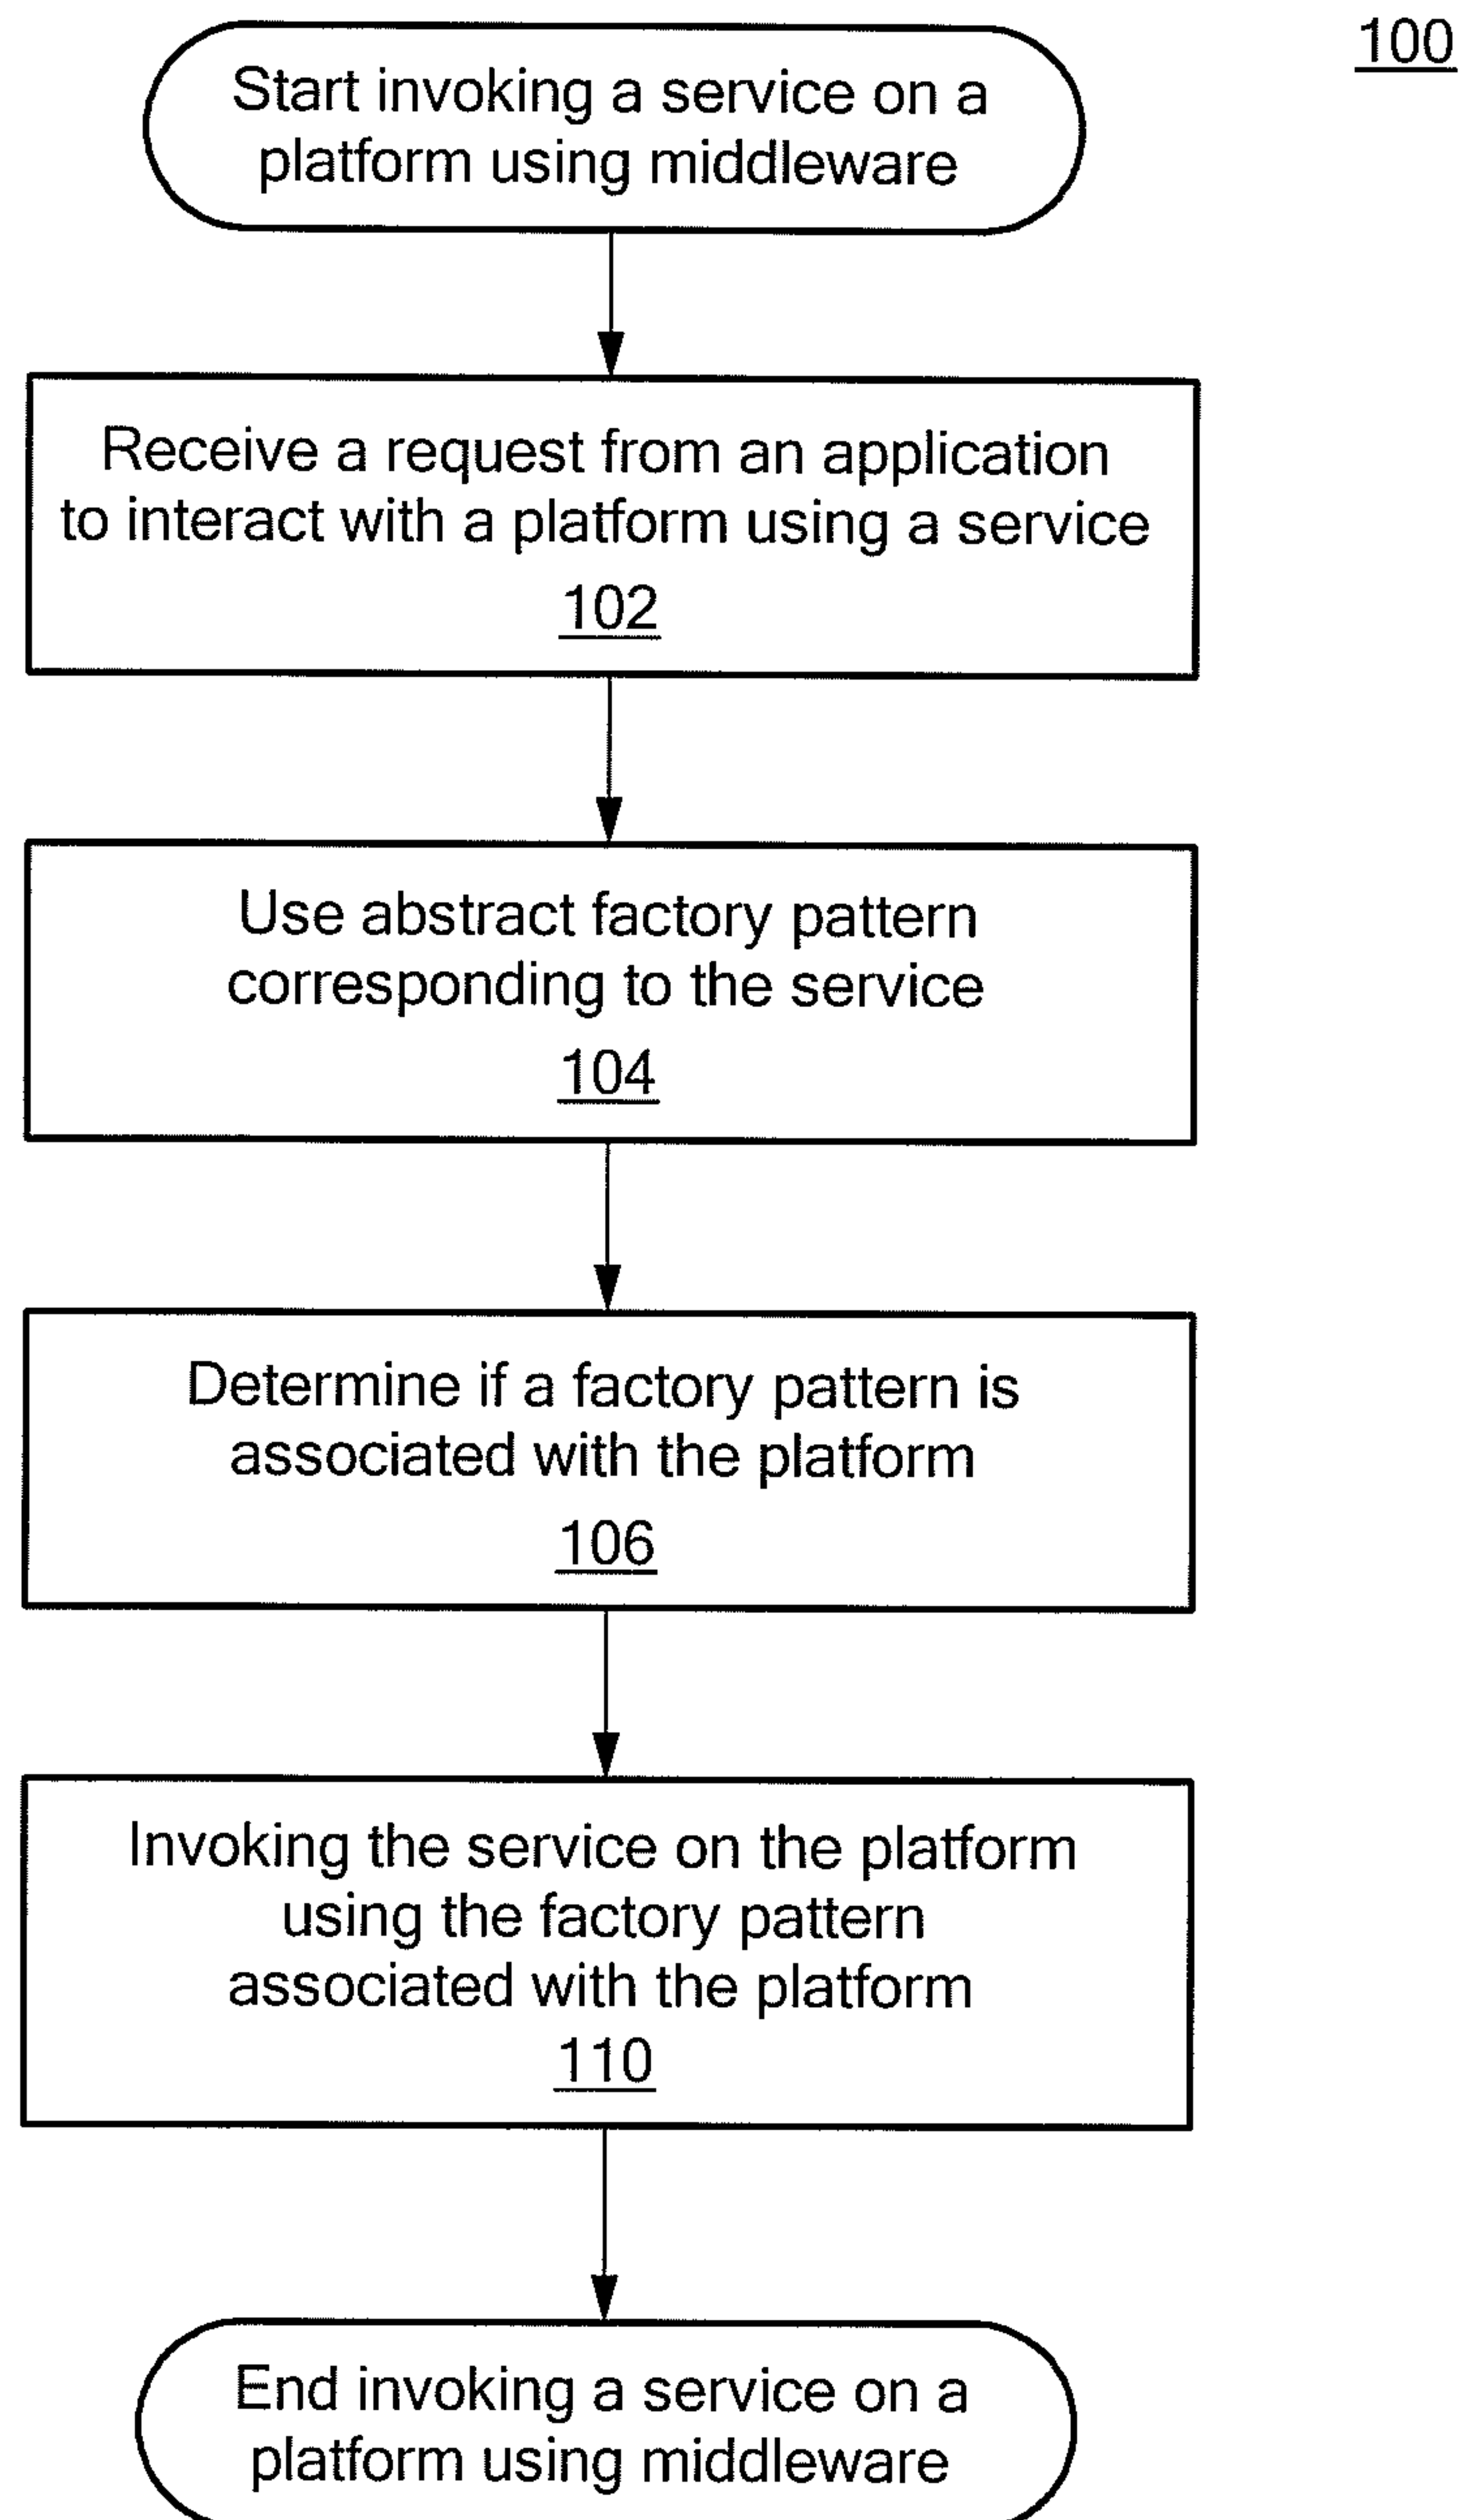 100
Start invoking a service on a
platform using middleware
Receive a request from an application
to interact with a platform using a service
102
Use abstract factory pattern
corresponding to the service
104
Determine if a factory pattern is
associated with the platform
106
Invoking the service on the platform
using the factory pattern
associated with the platform
110
End invoking a service on a
platform using middleware